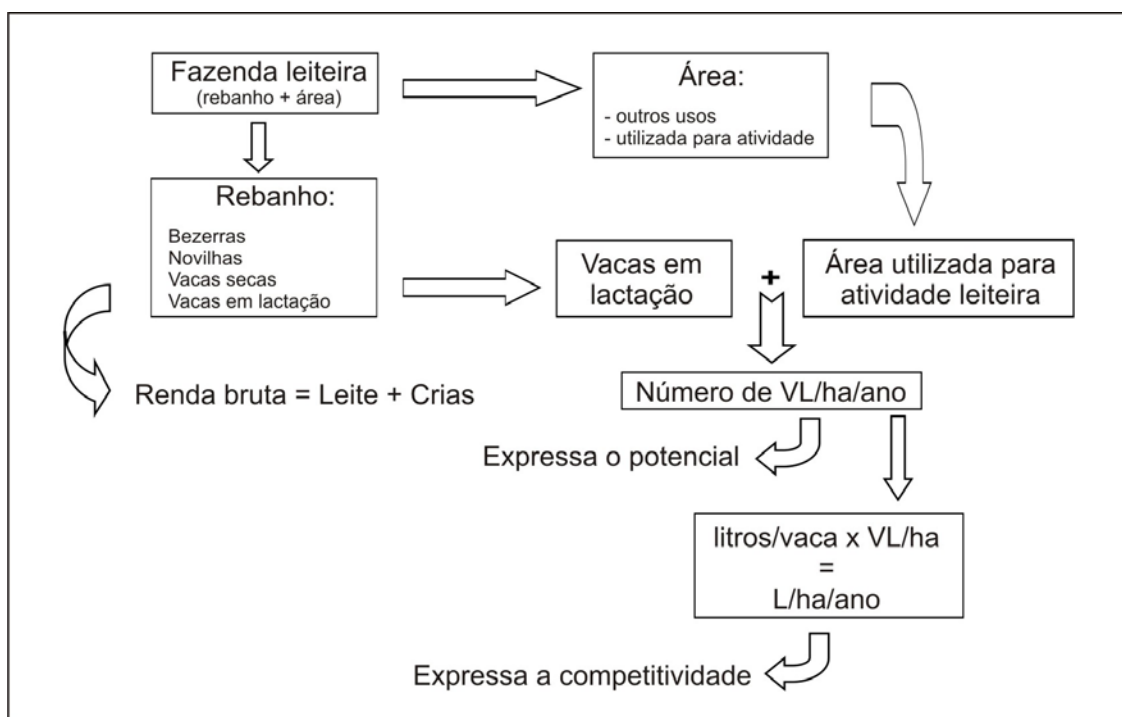 Fazenda leiteira
(rebanho + área)
Área:
- outros usos
- utilizada para atividade
Rebanho:
Bezerras
Novilhas
Vacas secas
Vacas em lactação
Vacas em
lactação
+
Área utilizada para
atividade leiteira
Renda bruta = Leite + Crias
Número de VL/ha/ano
Expressa o potencial
litros/vaca x VL/ha
=
L/ha/ano
Expressa a competitividade